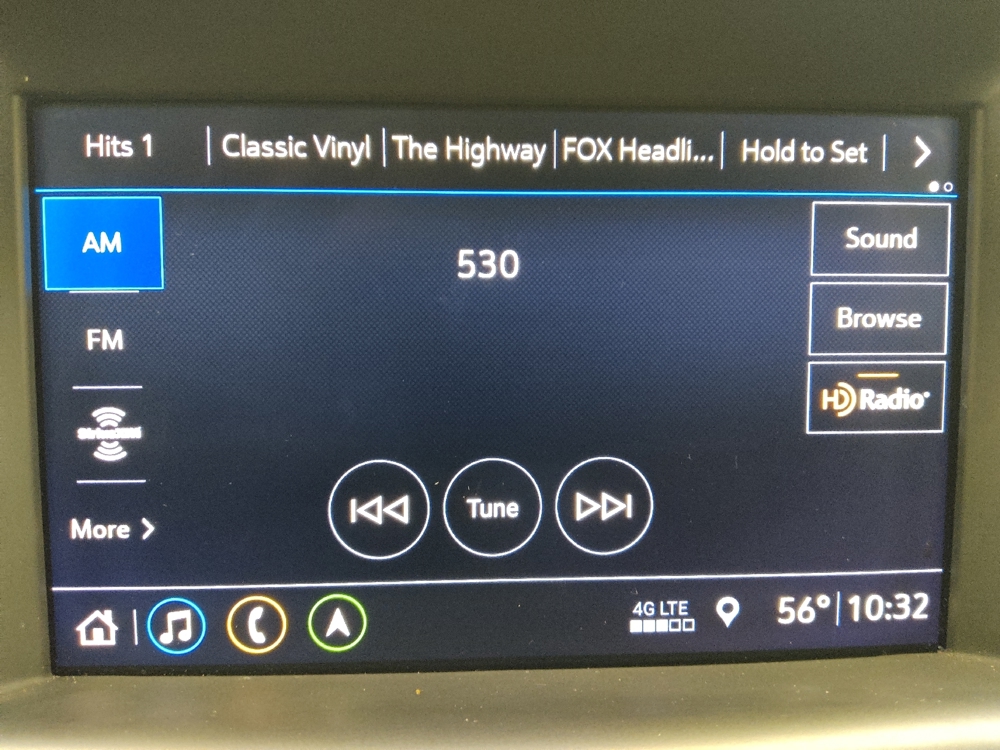 Hits 1 Classic Vinyl The Highway FOX Headli... Hold to Set
AM
530
Sound
FM
Browse
SiriusXM
HD Radio
More
Tune
4G LTE
56° 10:32